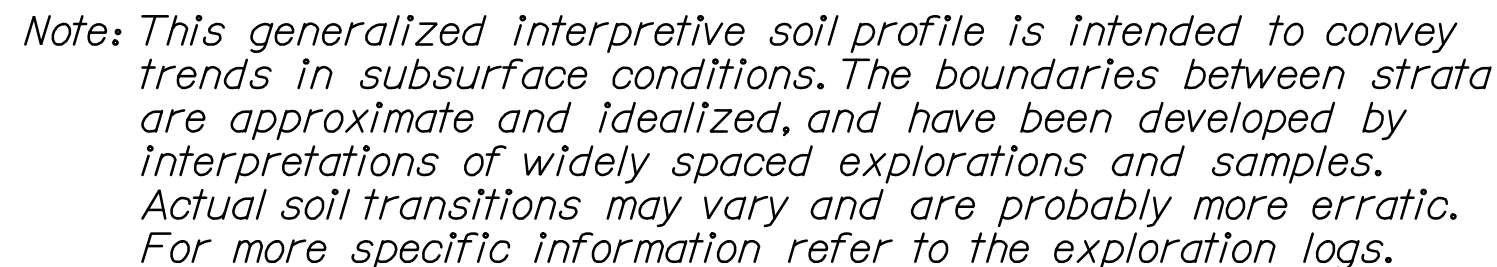 Note: This generalized interpretive soil profile is intended to convey
trends in subsurface conditions. The boundaries between strata
are approximate and idealized, and have been developed by
interpretations of widely spaced explorations and samples.
Actual soil transitions may vary and are probably more erratic.
For more specific information refer to the exploration logs.